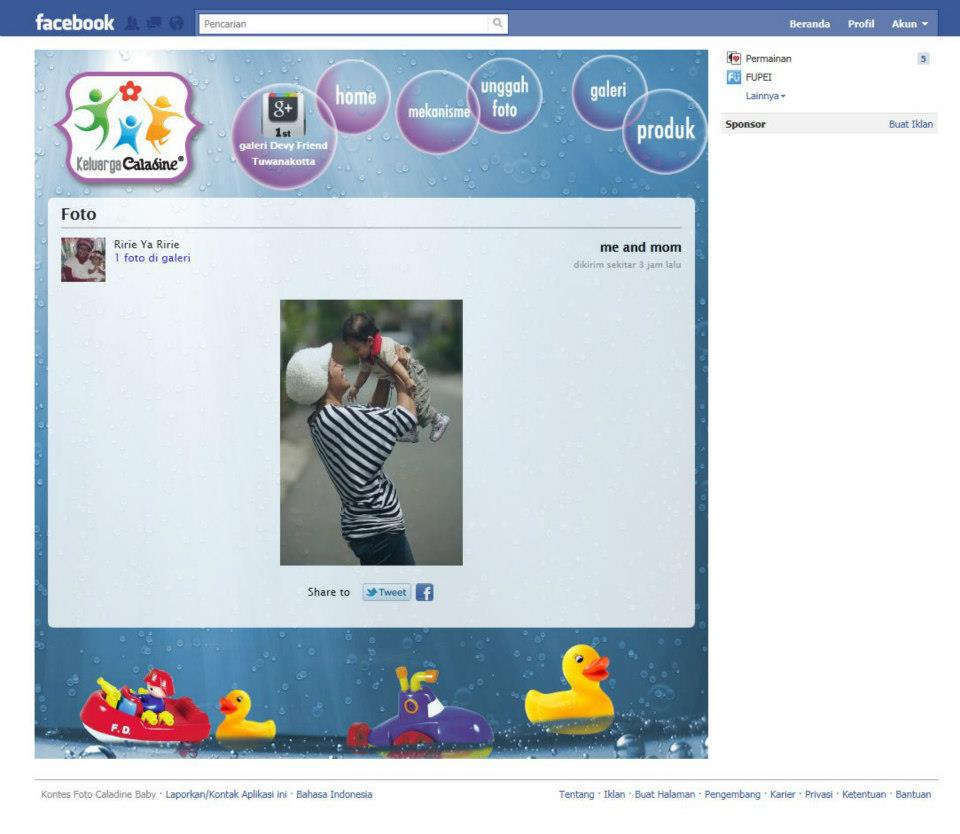 facebook
Pencarian
Beranda Profil Akun
Keluarga Caladine®
g+
1st
galeri Devy Friend
Tuwanakotta
home
mekanisme
unggah
foto
galeri
produk
Permainan 5
FU FUPEI
Lainnya
Sponsor Buat Iklan
Foto
Ririe Ya Ririe
1 foto di galeri
me and mom
dikirim sekitar 3 jam lalu
Share to Tweet f
F.D.
Kontes Foto Caladine Baby · Laporkan/Kontak Aplikasi ini · Bahasa Indonesia
Tentang · Iklan · Buat Halaman · Pengembang · Karier · Privasi · Ketentuan · Bantuan